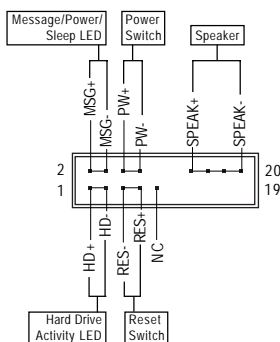 Message/Power/
Sleep LED
Power
Switch
Speaker
MSG+
MSG-
PW+
PW-
SPEAK+
SPEAK-
2
20
1
19
HD+
HD-
RES-
RES+
NC
Hard Drive
Activity LED
Reset
Switch